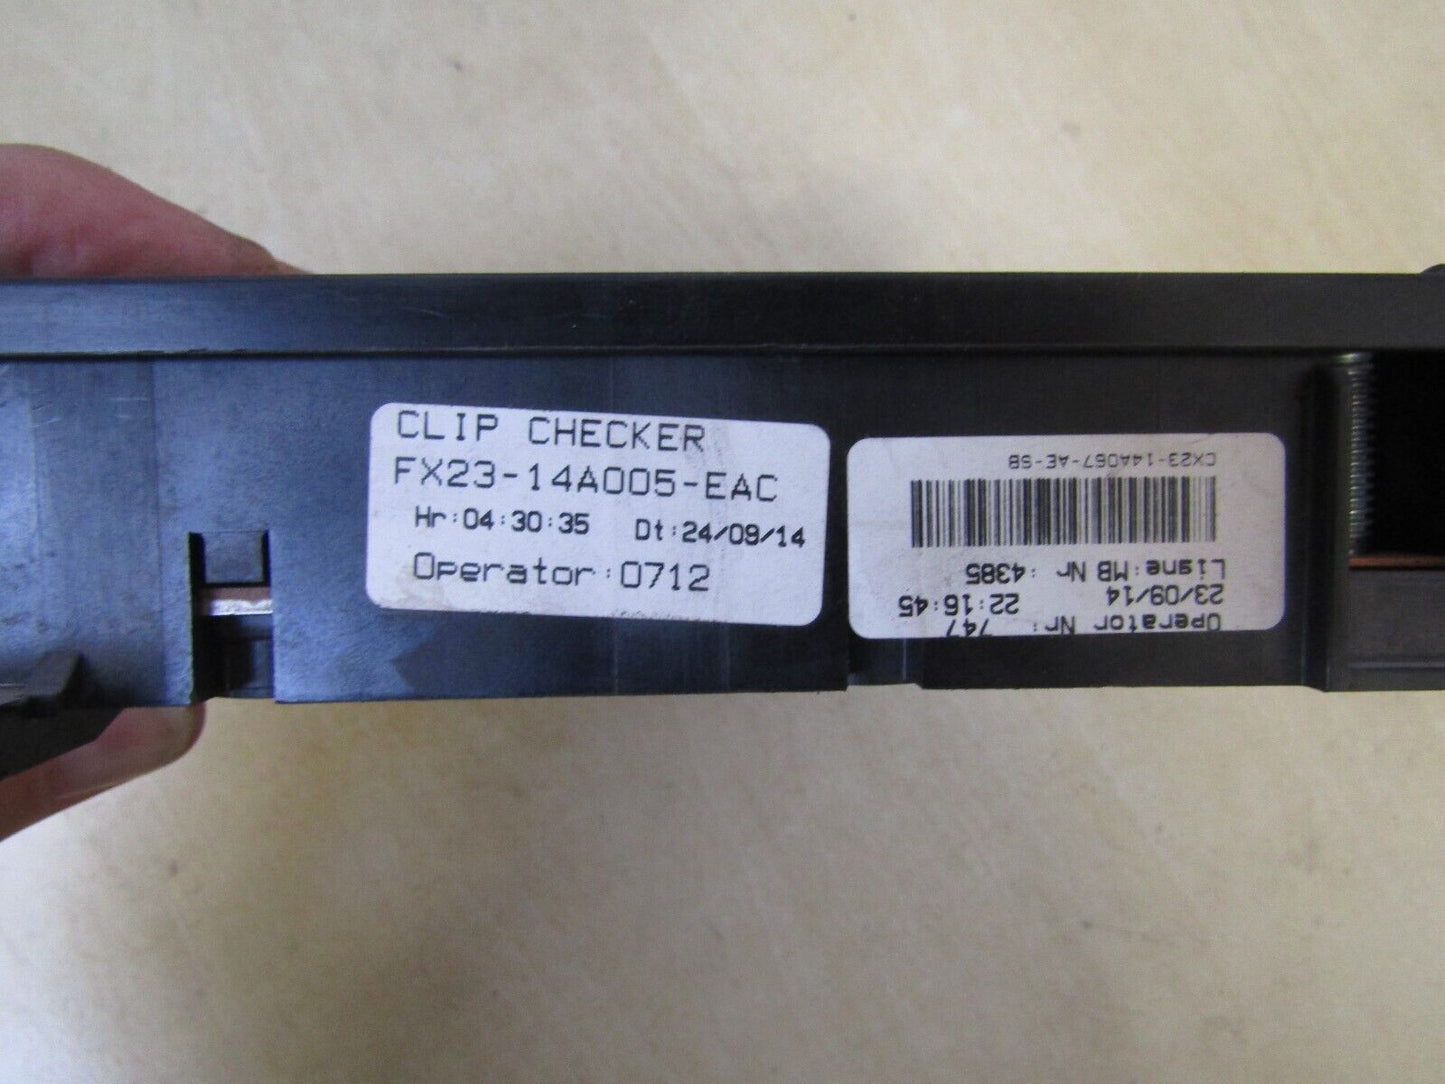 CLIP CHECKER
FX23-14A005-EAC
Hr:04:30:35 Dt:24/09/14
Operator:0712
CX23-14A067-AE-SB
Ligne:MB Nr :4385
23/09/14 22:16:45
Operator Nr: 747